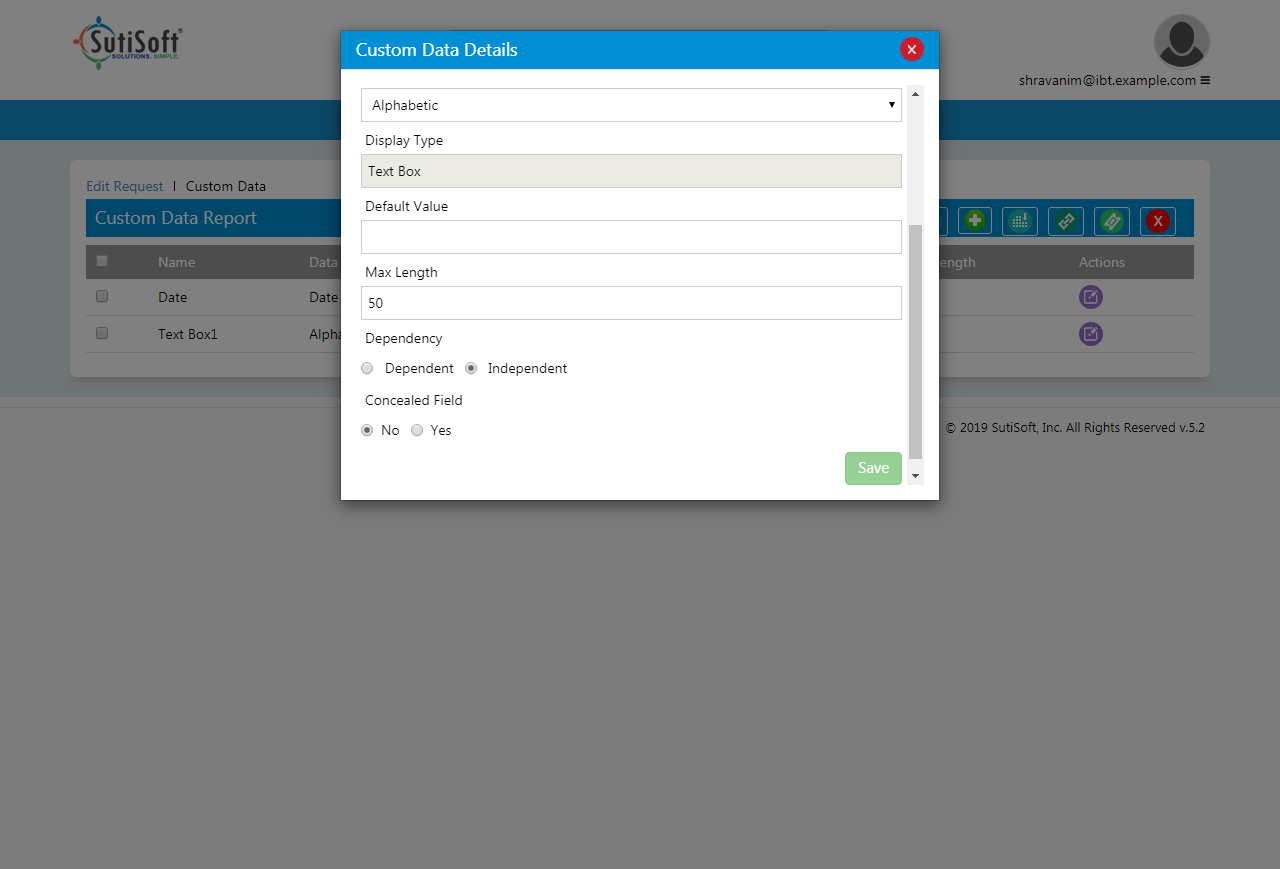 SutiSoft®
SOLUTIONS. SIMPLE.
shravanim@ibt.example.com
Custom Data Details
X
Alphabetic
Display Type
Text Box
Default Value
Max Length
50
Dependency
Dependent Independent
Concealed Field
No Yes
Save
Edit Request | Custom Data
Custom Data Report
X
Name Data ength Actions
Date Date
Text Box1 Alpha
© 2019 SutiSoft, Inc. All Rights Reserved v.5.2